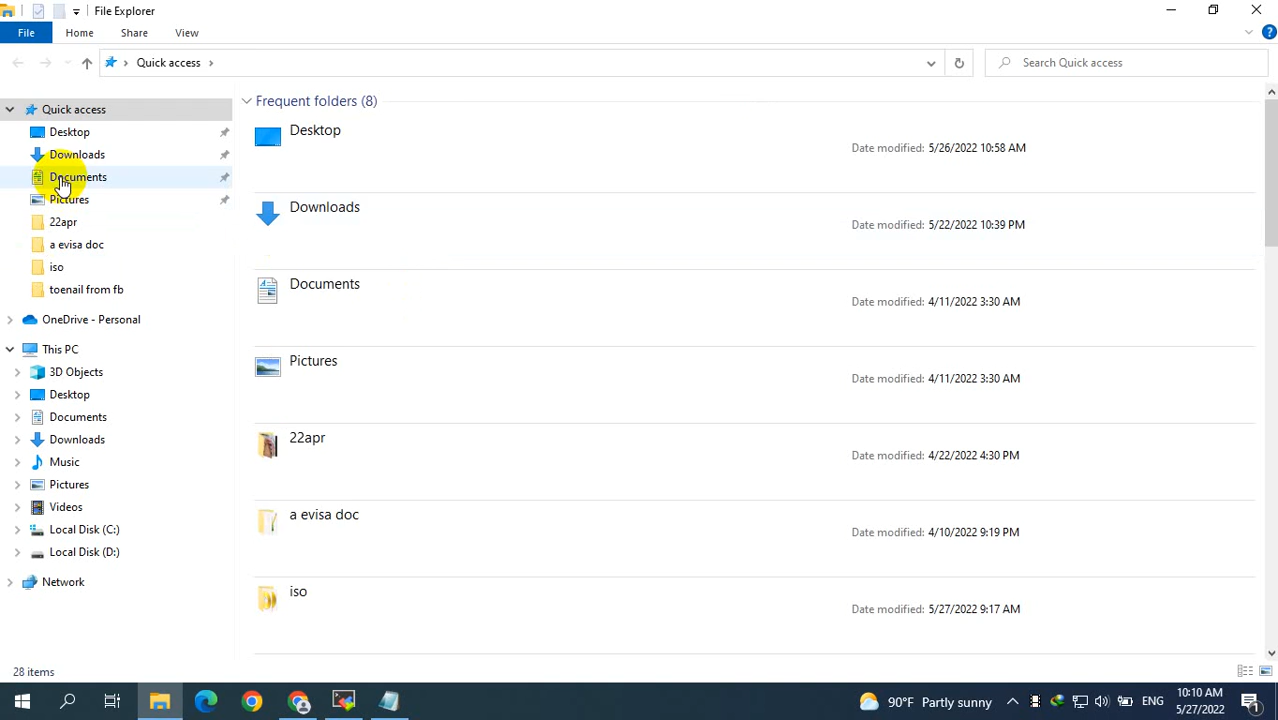 File Explorer
File Home Share View
Quick access
Search Quick access
Quick access
Desktop
Downloads
Documents
Pictures
22apr
a evisa doc
iso
toenail from fb
OneDrive - Personal
This PC
3D Objects
Desktop
Documents
Downloads
Music
Pictures
Videos
Local Disk (C:)
Local Disk (D:)
Network
Frequent folders (8)
Desktop
Date modified: 5/26/2022 10:58 AM
Downloads
Date modified: 5/22/2022 10:39 PM
Documents
Date modified: 4/11/2022 3:30 AM
Pictures
Date modified: 4/11/2022 3:30 AM
22apr
Date modified: 4/22/2022 4:30 PM
a evisa doc
Date modified: 4/10/2022 9:19 PM
iso
Date modified: 5/27/2022 9:17 AM
28 items
90°F Partly sunny
ENG
10:10 AM
5/27/2022
1